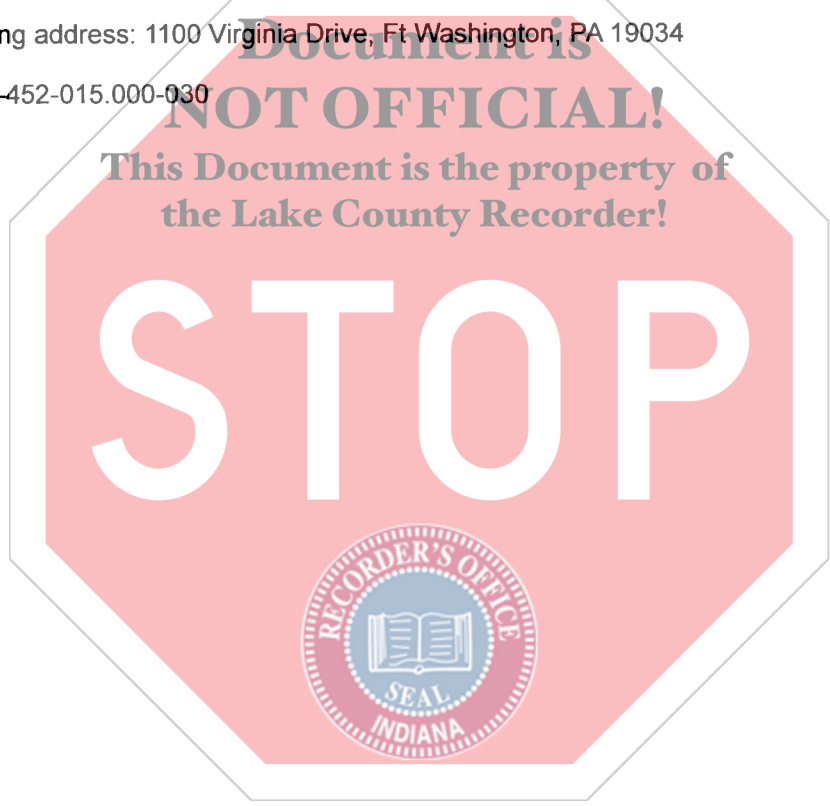 ng address: 1100 Virginia Drive, Ft Washington, PA 19034
Document is
-452-015.000-030
NOT OFFICIAL!
This Document is the property of
the Lake County Recorder!
STOP
RECORDER'S OFFICE
SEAL
INDIANA